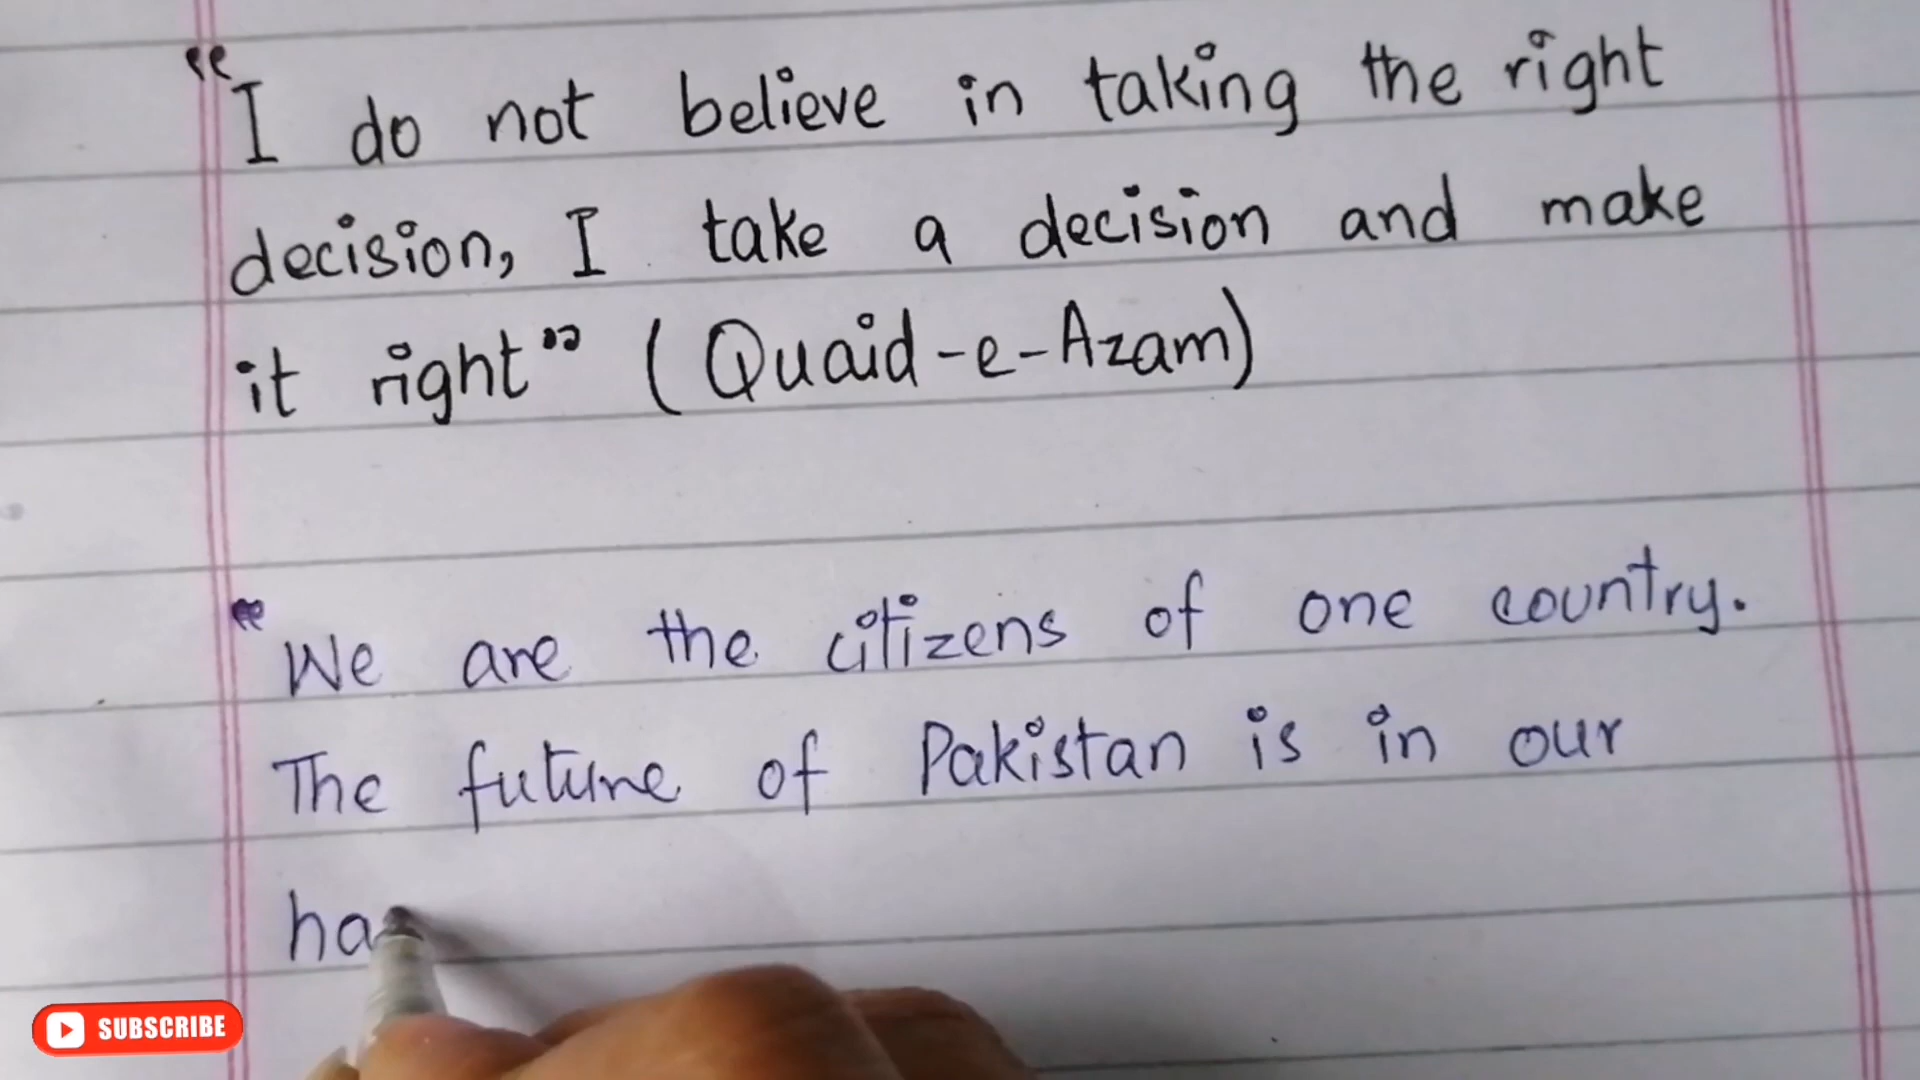 “I do not believe in taking the right
decision, I take a decision and make
it right” (Quaid-e-Azam)
“We are the citizens of one country.
The future of Pakistan is in our
ha
SUBSCRIBE